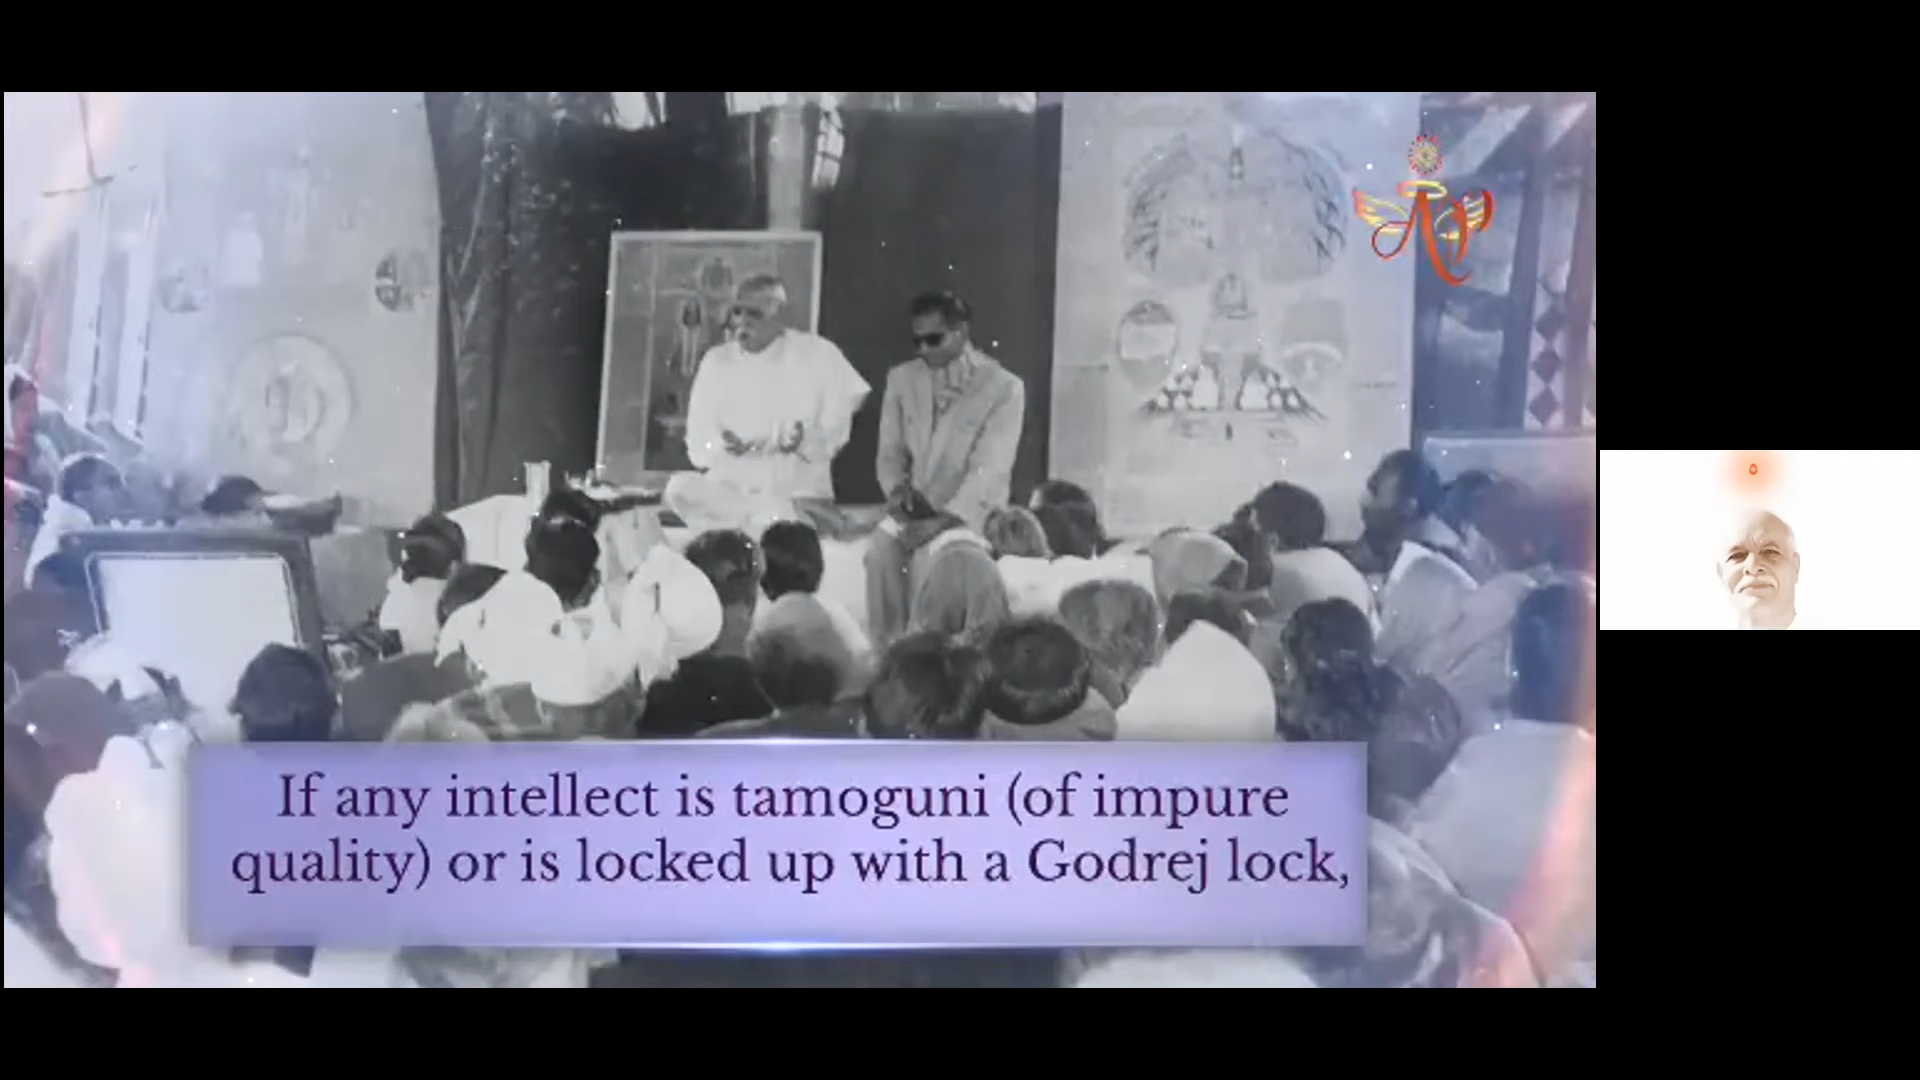 If any intellect is tamoguni (of impure
quality) or is locked up with a Godrej lock,